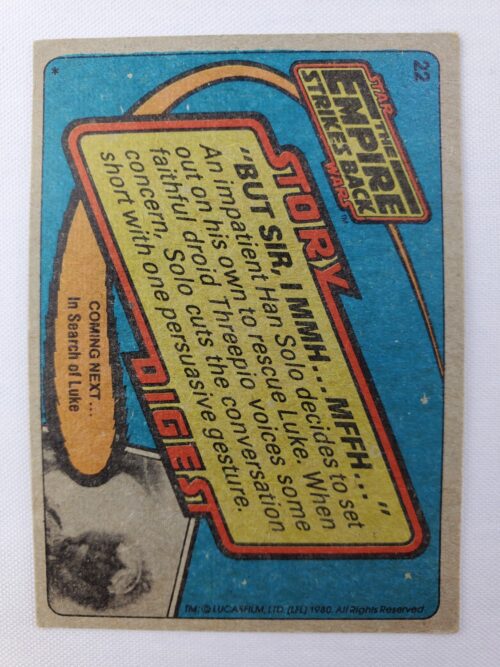 22
STAR
THE
EMPIRE
STRIKES BACK
WARS™
STORY
DIGEST
"BUT SIR, I MMH... MFFH..."
An impatient Han Solo decides to set
out on his own to rescue Luke. When
faithful droid Threepio voices some
concern, Solo cuts the conversation
short with one persuasive gesture.
COMING NEXT...
In Search of Luke
*
TM: © LUCASFILM, LTD. (LFL) 1980. All Rights Reserved